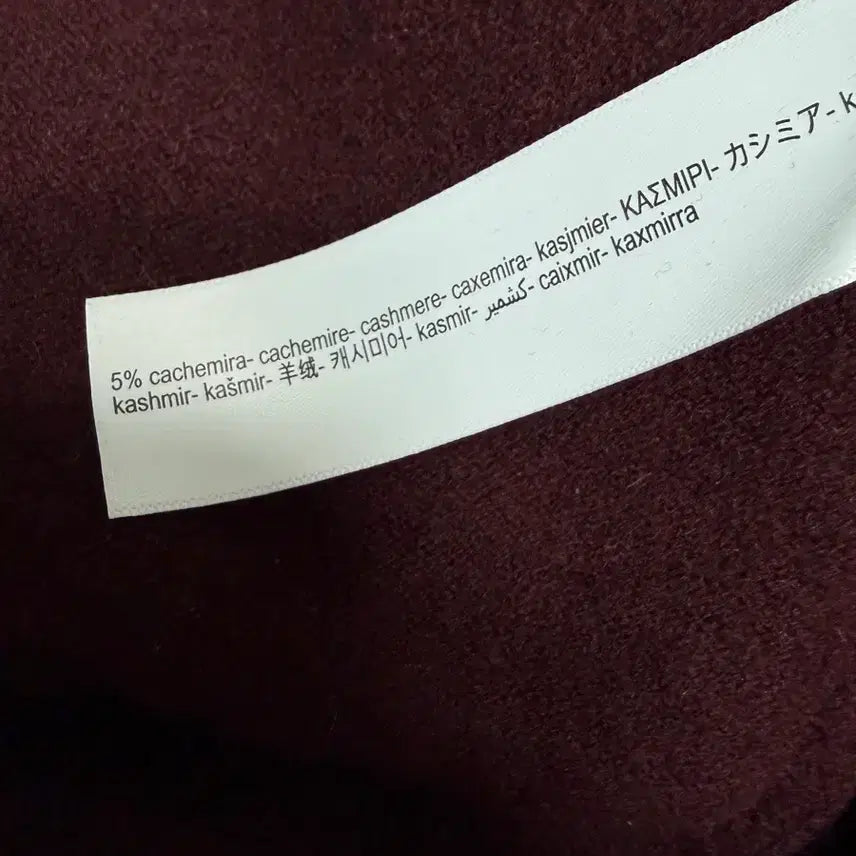 5% cachemira- cachemire- cashmere- caxemira- kasjmier- ΚΑΣΜΙΡΙ- カシミア- k
kashmir- kašmir- 羊绒- 캐시미어- kasmir- كشمير- caixmir- kaxmirra